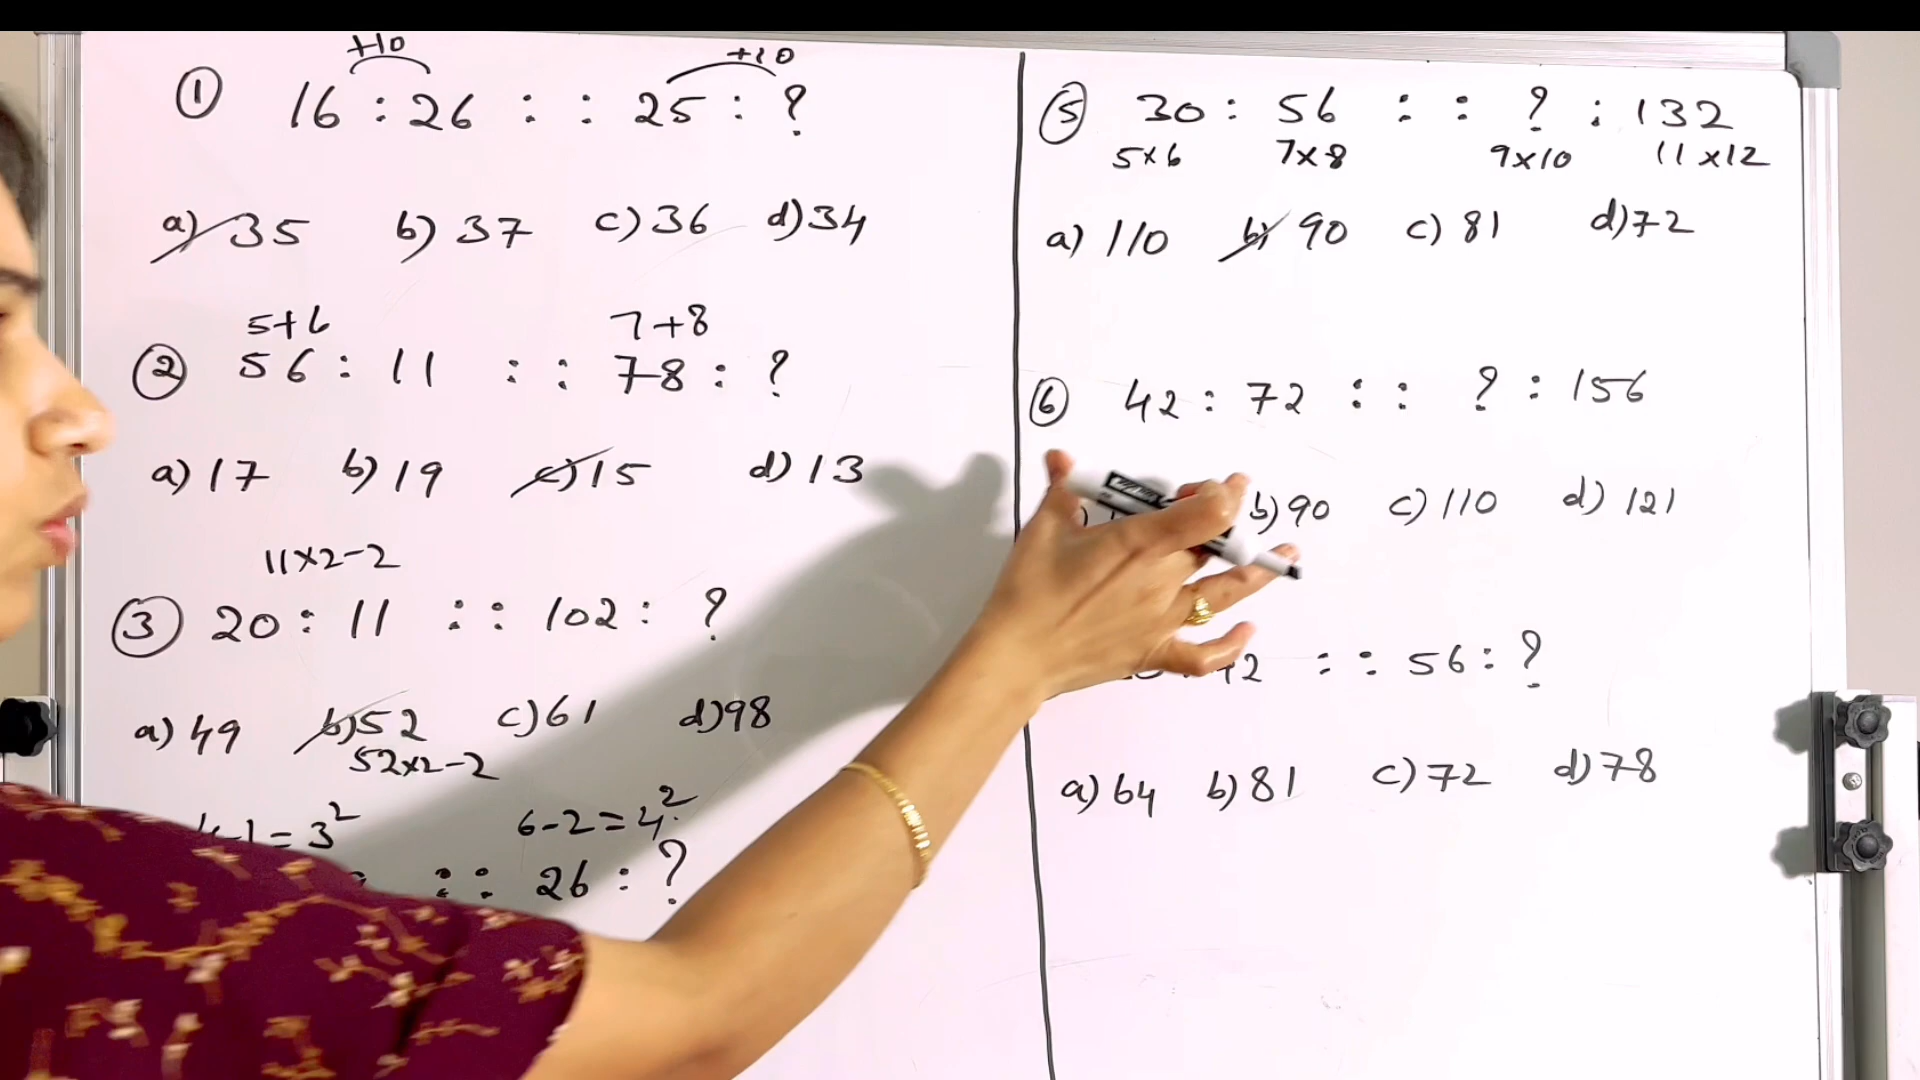 +10 +10
① 16 : 26 : : 25 : ?
a) 35 b) 37 c) 36 d) 34
5+6 7+8
② 56 : 11 : : 78 : ?
a) 17 b) 19 c) 15 d) 13
11×2-2
③ 20 : 11 : : 102 : ?
a) 49 b) 52 c) 61 d) 98
52×2-2
-1=3² 6-2=4²
: : 26 : ?
⑤ 30 : 56 : : ? : 132
5×6 7×8 9×10 11×12
a) 110 b) 90 c) 81 d) 72
⑥ 42 : 72 : : ? : 156
b) 90 c) 110 d) 121
: : 56 : ?
a) 64 b) 81 c) 72 d) 78